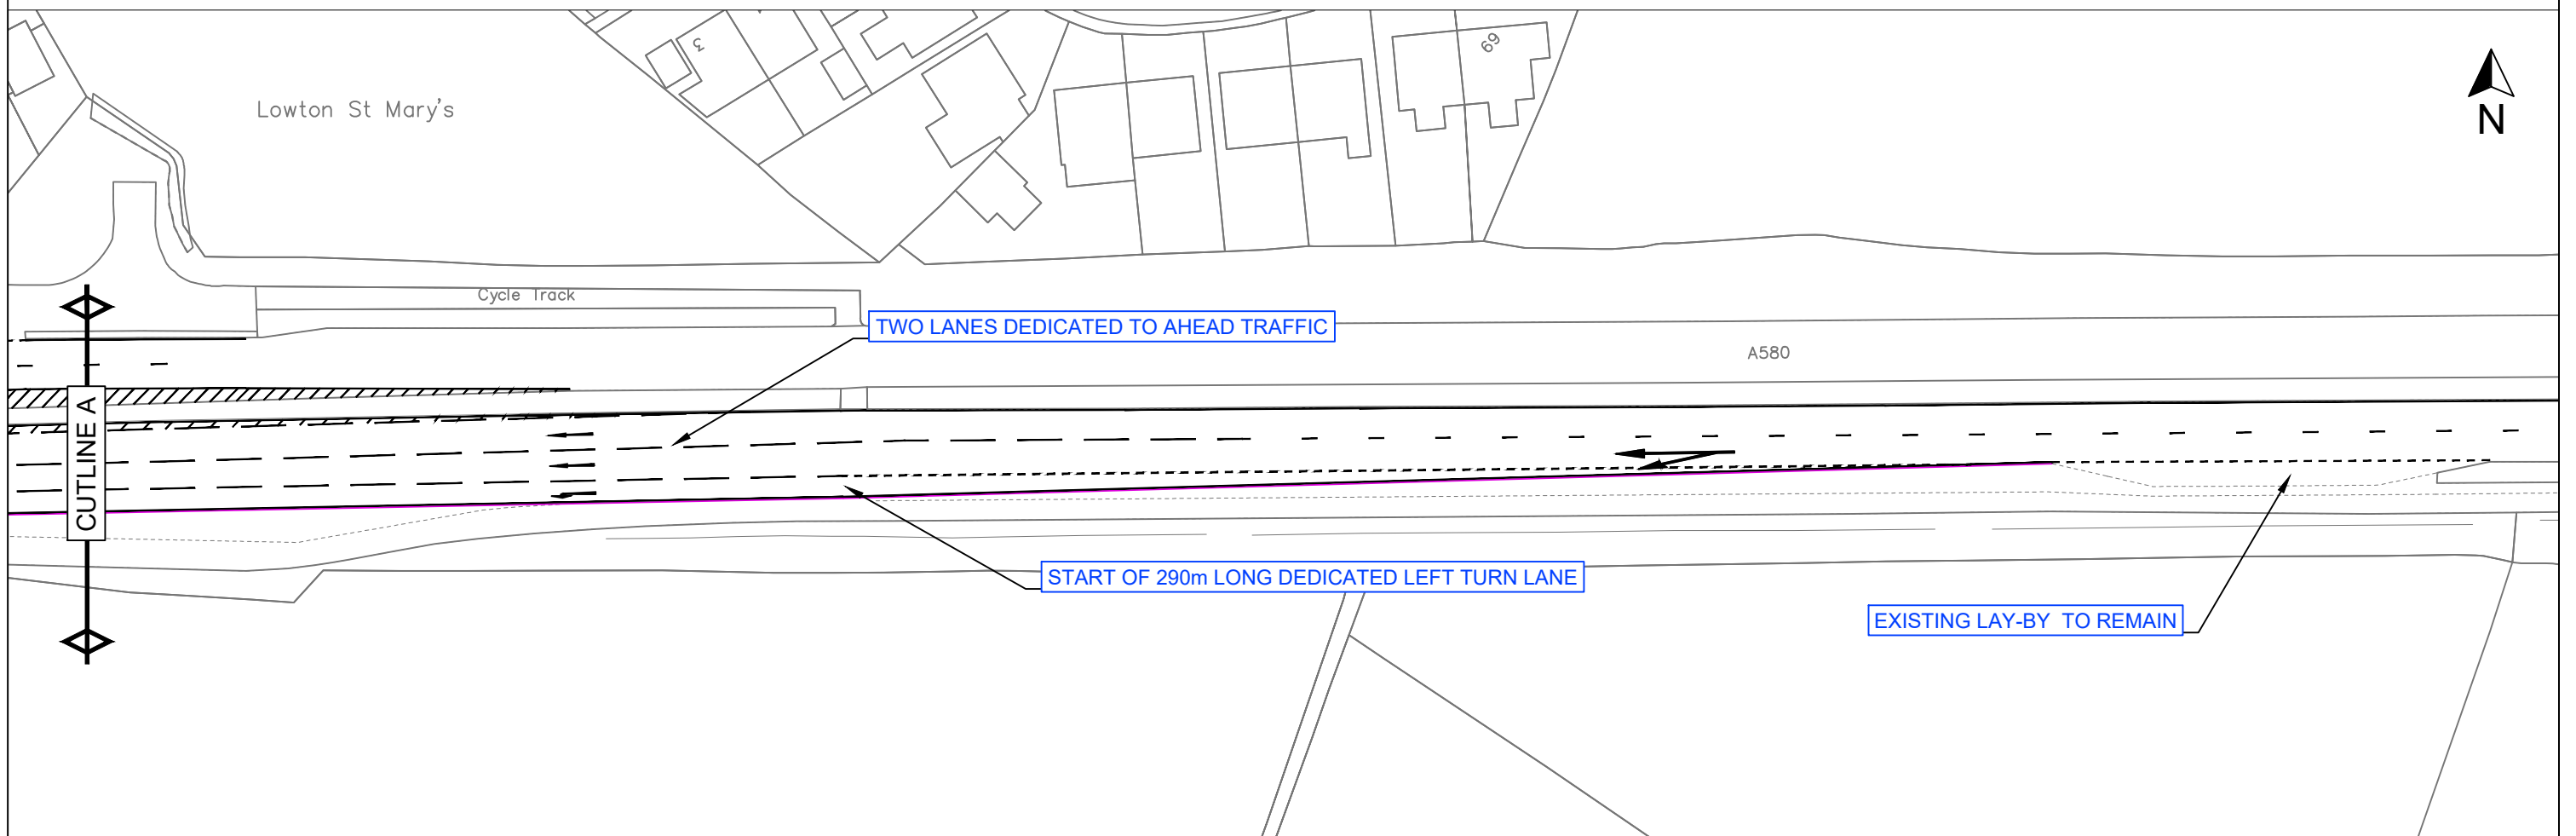 3
69
Lowton St Mary's
N
Cycle Track
TWO LANES DEDICATED TO AHEAD TRAFFIC
A580
CUTLINE A
START OF 290m LONG DEDICATED LEFT TURN LANE
EXISTING LAY-BY TO REMAIN